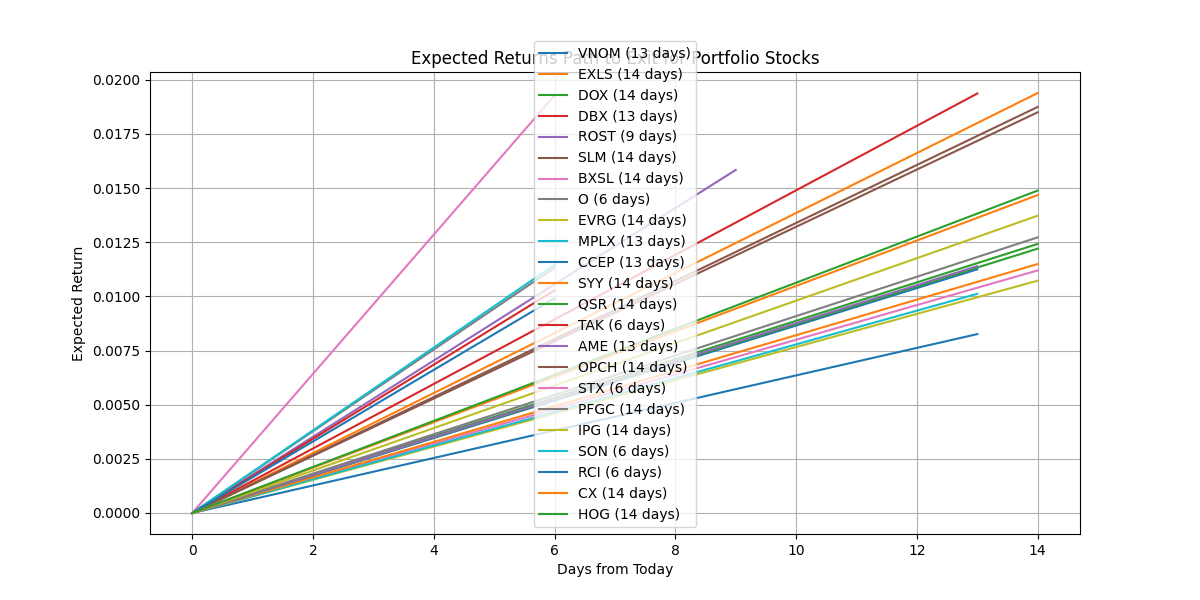 Expected Returns Path to Exit for Portfolio Stocks
VNOM (13 days)
EXLS (14 days)
DOX (14 days)
DBX (13 days)
ROST (9 days)
SLM (14 days)
BXSL (14 days)
O (6 days)
EVRG (14 days)
MPLX (13 days)
CCEP (13 days)
SYY (14 days)
QSR (14 days)
TAK (6 days)
AME (13 days)
OPCH (14 days)
STX (6 days)
PFGC (14 days)
IPG (14 days)
SON (6 days)
RCI (6 days)
CX (14 days)
HOG (14 days)
Expected Return
0.0200
0.0175
0.0150
0.0125
0.0100
0.0075
0.0050
0.0025
0.0000
0 2 4 6 8 10 12 14
Days from Today